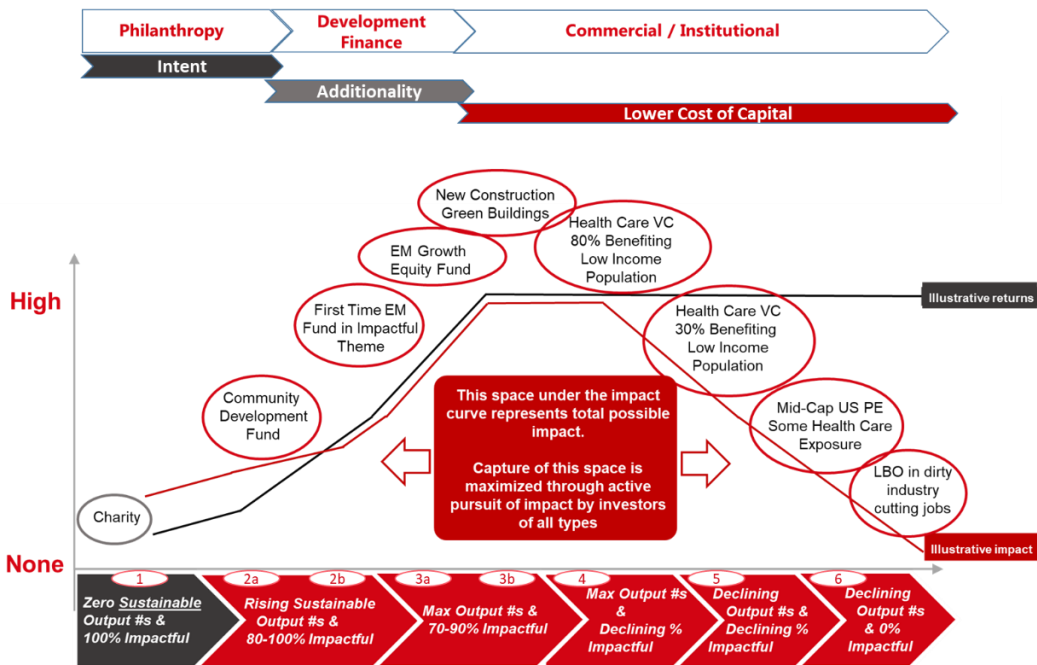 Philanthropy
Development
Finance
Commercial / Institutional
Intent
Additionality
Lower Cost of Capital
New Construction
Green Buildings
Health Care VC
80% Benefiting
Low Income
Population
EM Growth
Equity Fund
High
Illustrative returns
First Time EM
Fund in Impactful
Theme
Health Care VC
30% Benefiting
Low Income
Population
Community
Development
Fund
This space under the impact
curve represents total possible
impact.
Capture of this space is
maximized through active
pursuit of impact by investors
of all types
Mid-Cap US PE
Some Health Care
Exposure
LBO in dirty
industry
cutting jobs
Charity
Illustrative impact
None
1
2a
2b
3a
3b
4
5
6
Zero Sustainable
Output #s &
100% Impactful
Rising Sustainable
Output #s &
80-100% Impactful
Max Output #s &
70-90% Impactful
Max Output #s
&
Declining %
Impactful
Declining
Output #s &
Declining %
Impactful
Declining
Output #s
& 0%
Impactful